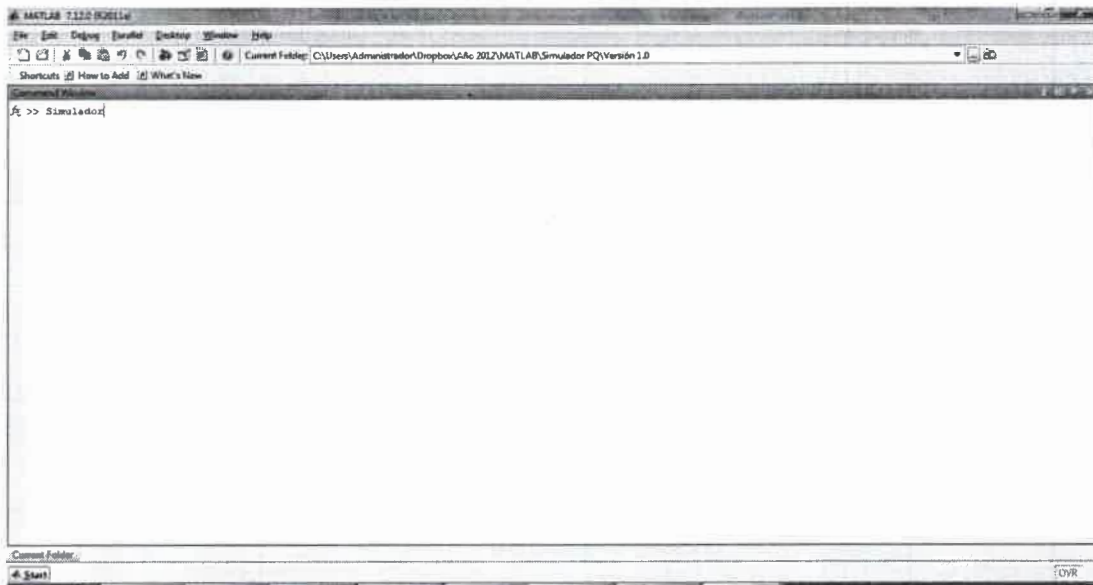 MATLAB 7.12.0 (R2011a)
File Edit Debug Parallel Desktop Window Help
Current Folder: C:\Users\Administrador\Dropbox\Año 2012\MATLAB\Simulador PQ\Versión 1.0
Shortcuts How to Add What's New
Command Window
fx >> Simulador
Current Folder
Start OVR